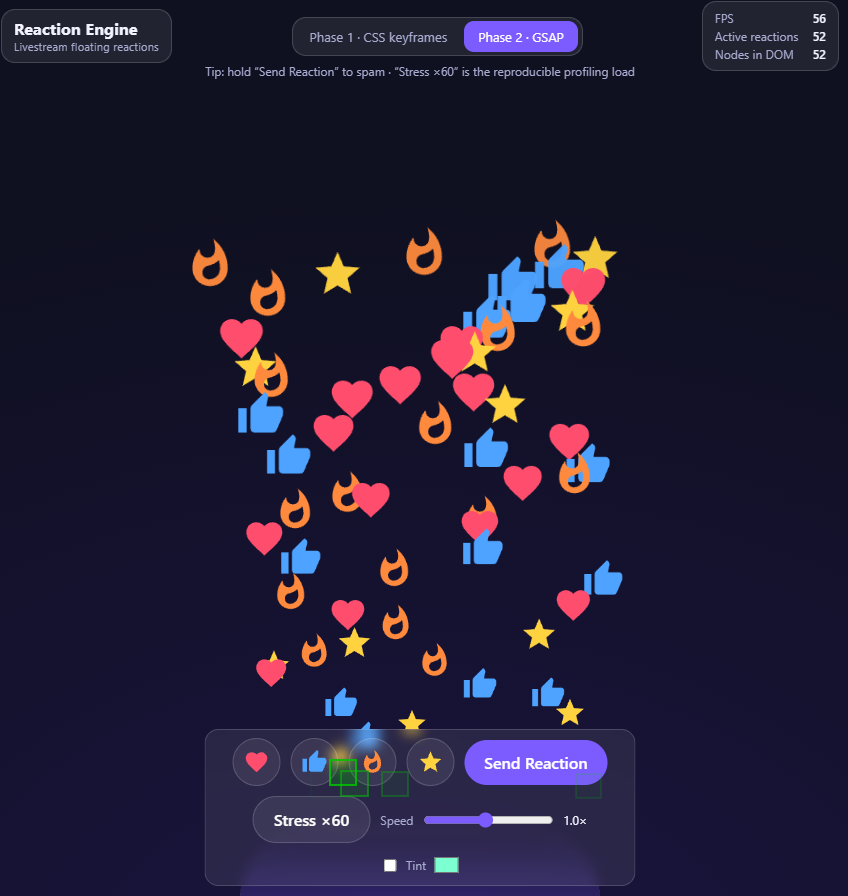 Reaction Engine
Livestream floating reactions
Phase 1 · CSS keyframes
Phase 2 · GSAP
FPS 56
Active reactions 52
Nodes in DOM 52
Tip: hold “Send Reaction” to spam · “Stress ×60” is the reproducible profiling load
Send Reaction
Stress ×60
Speed
1.0×
Tint